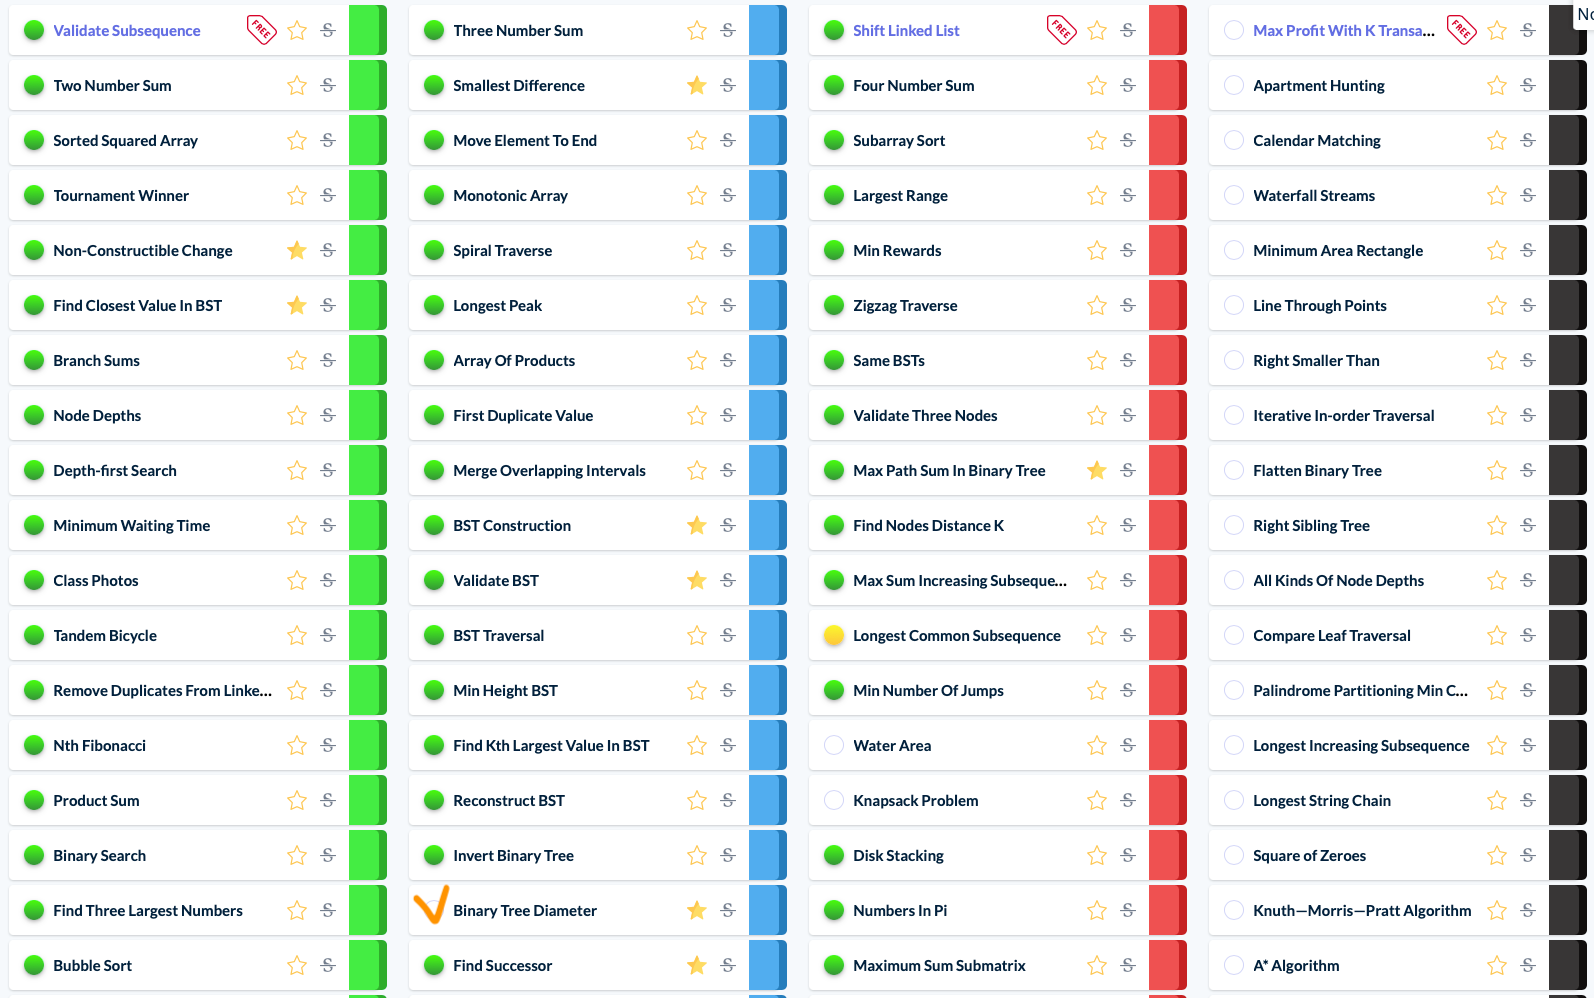 Validate Subsequence FREE S
Two Number Sum S
Sorted Squared Array S
Tournament Winner S
Non-Constructible Change S
Find Closest Value In BST S
Branch Sums S
Node Depths S
Depth-first Search S
Minimum Waiting Time S
Class Photos S
Tandem Bicycle S
Remove Duplicates From Linke... S
Nth Fibonacci S
Product Sum S
Binary Search S
Find Three Largest Numbers S
Bubble Sort S
Three Number Sum S
Smallest Difference S
Move Element To End S
Monotonic Array S
Spiral Traverse S
Longest Peak S
Array Of Products S
First Duplicate Value S
Merge Overlapping Intervals S
BST Construction S
Validate BST S
BST Traversal S
Min Height BST S
Find Kth Largest Value In BST S
Reconstruct BST S
Invert Binary Tree S
Binary Tree Diameter S
Find Successor S
Shift Linked List FREE S
Four Number Sum S
Subarray Sort S
Largest Range S
Min Rewards S
Zigzag Traverse S
Same BSTs S
Validate Three Nodes S
Max Path Sum In Binary Tree S
Find Nodes Distance K S
Max Sum Increasing Subseque... S
Longest Common Subsequence S
Min Number Of Jumps S
Water Area S
Knapsack Problem S
Disk Stacking S
Numbers In Pi S
Maximum Sum Submatrix S
Max Profit With K Transa... FREE S
Apartment Hunting S
Calendar Matching S
Waterfall Streams S
Minimum Area Rectangle S
Line Through Points S
Right Smaller Than S
Iterative In-order Traversal S
Flatten Binary Tree S
Right Sibling Tree S
All Kinds Of Node Depths S
Compare Leaf Traversal S
Palindrome Partitioning Min C... S
Longest Increasing Subsequence S
Longest String Chain S
Square of Zeroes S
Knuth—Morris—Pratt Algorithm S
A* Algorithm S